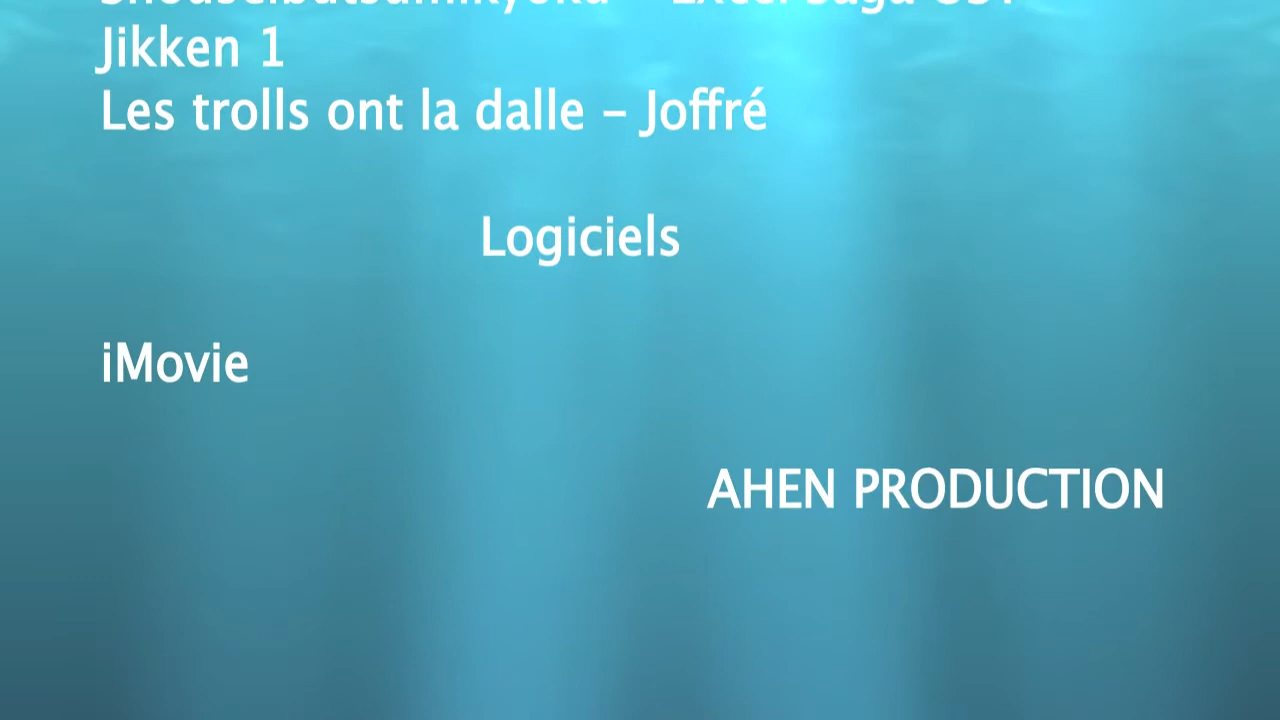 Jikken 1
Les trolls ont la dalle – Joffré
Logiciels
iMovie
AHEN PRODUCTION